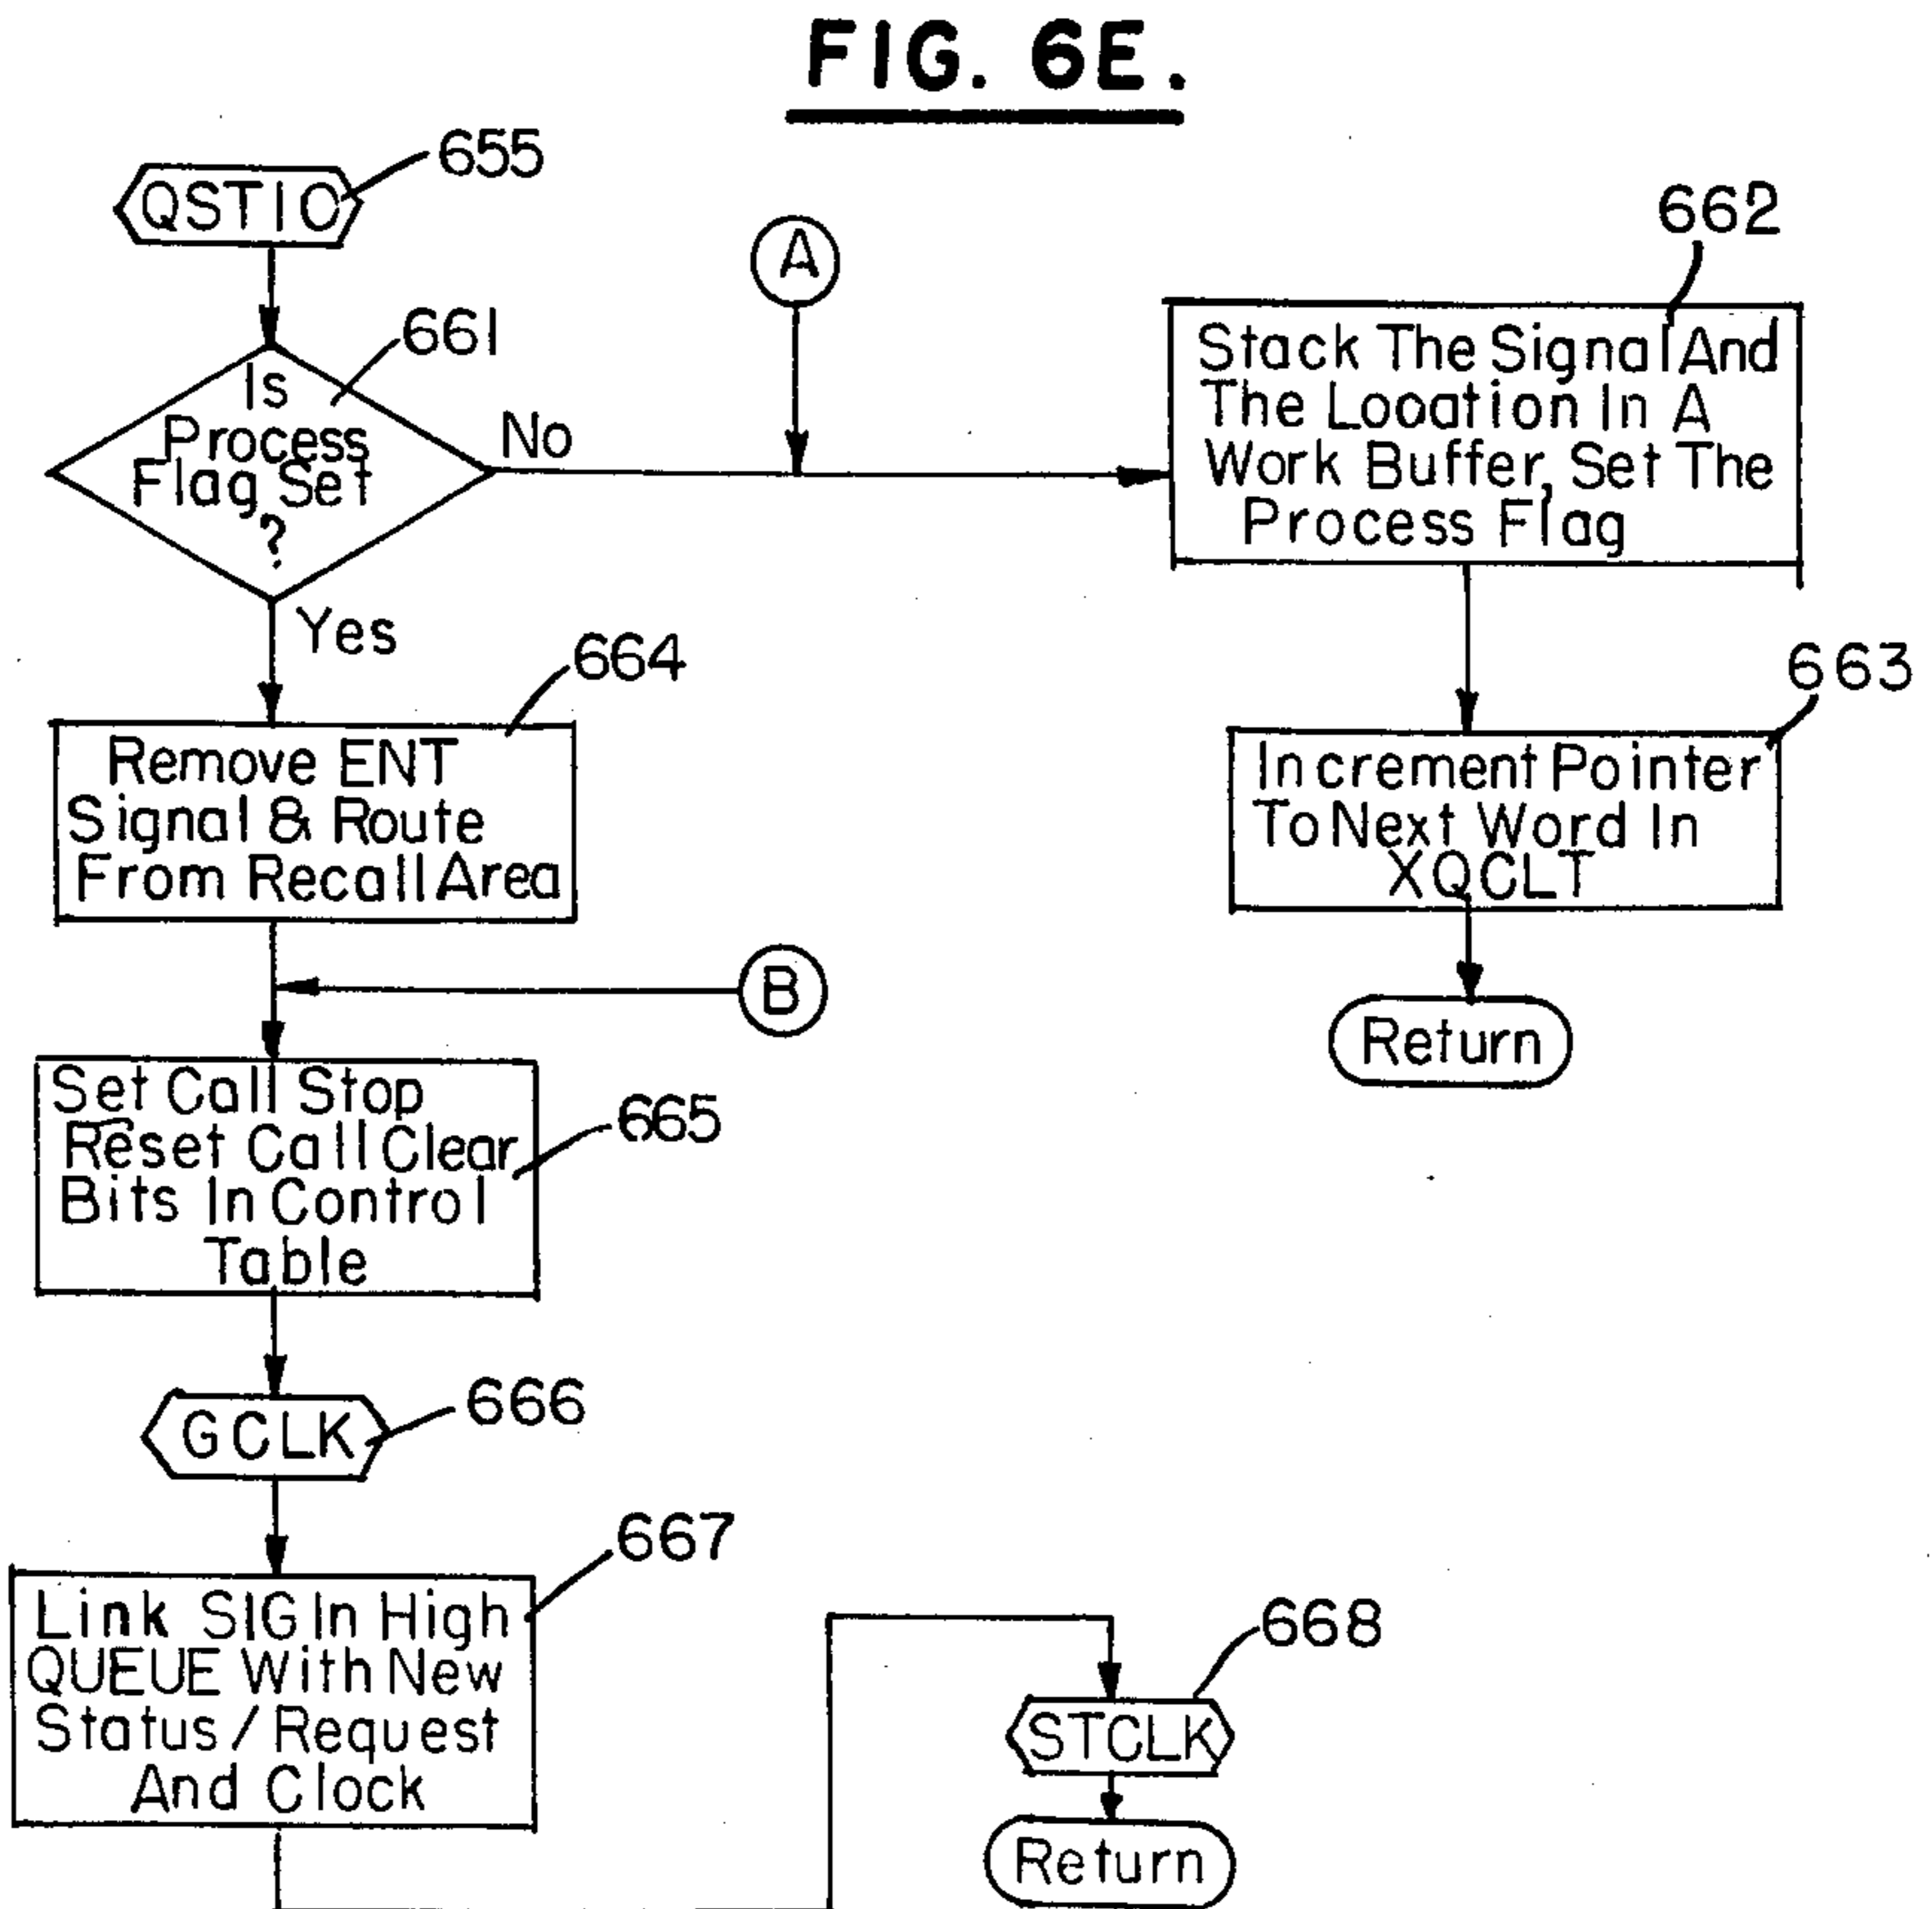 FIG. 6E.
655
QSTIO
A
662
661
Is
Process
Flag Set
?
No
Stack The Signal And
The Looation In A
Work Buffer, Set The
Process Flag
Yes
664
663
Remove ENT
Signal & Route
From Recall Area
Increment Pointer
To Next Word In
XQCLT
B
Return
Set Call Stop
Reset Call Clear
Bits In Control
Table
665
GCLK
666
667
Link SIG In High
QUEUE With New
Status / Request
And Clock
668
STCLK
Return